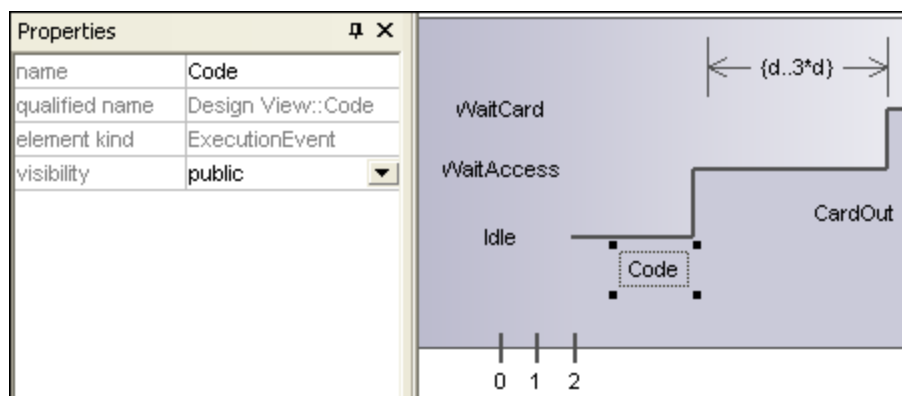 Properties
name Code
qualified name Design View::Code
element kind ExecutionEvent
visibility public
{d..3*d}
WaitCard
WaitAccess
CardOut
Idle
Code
0 1 2